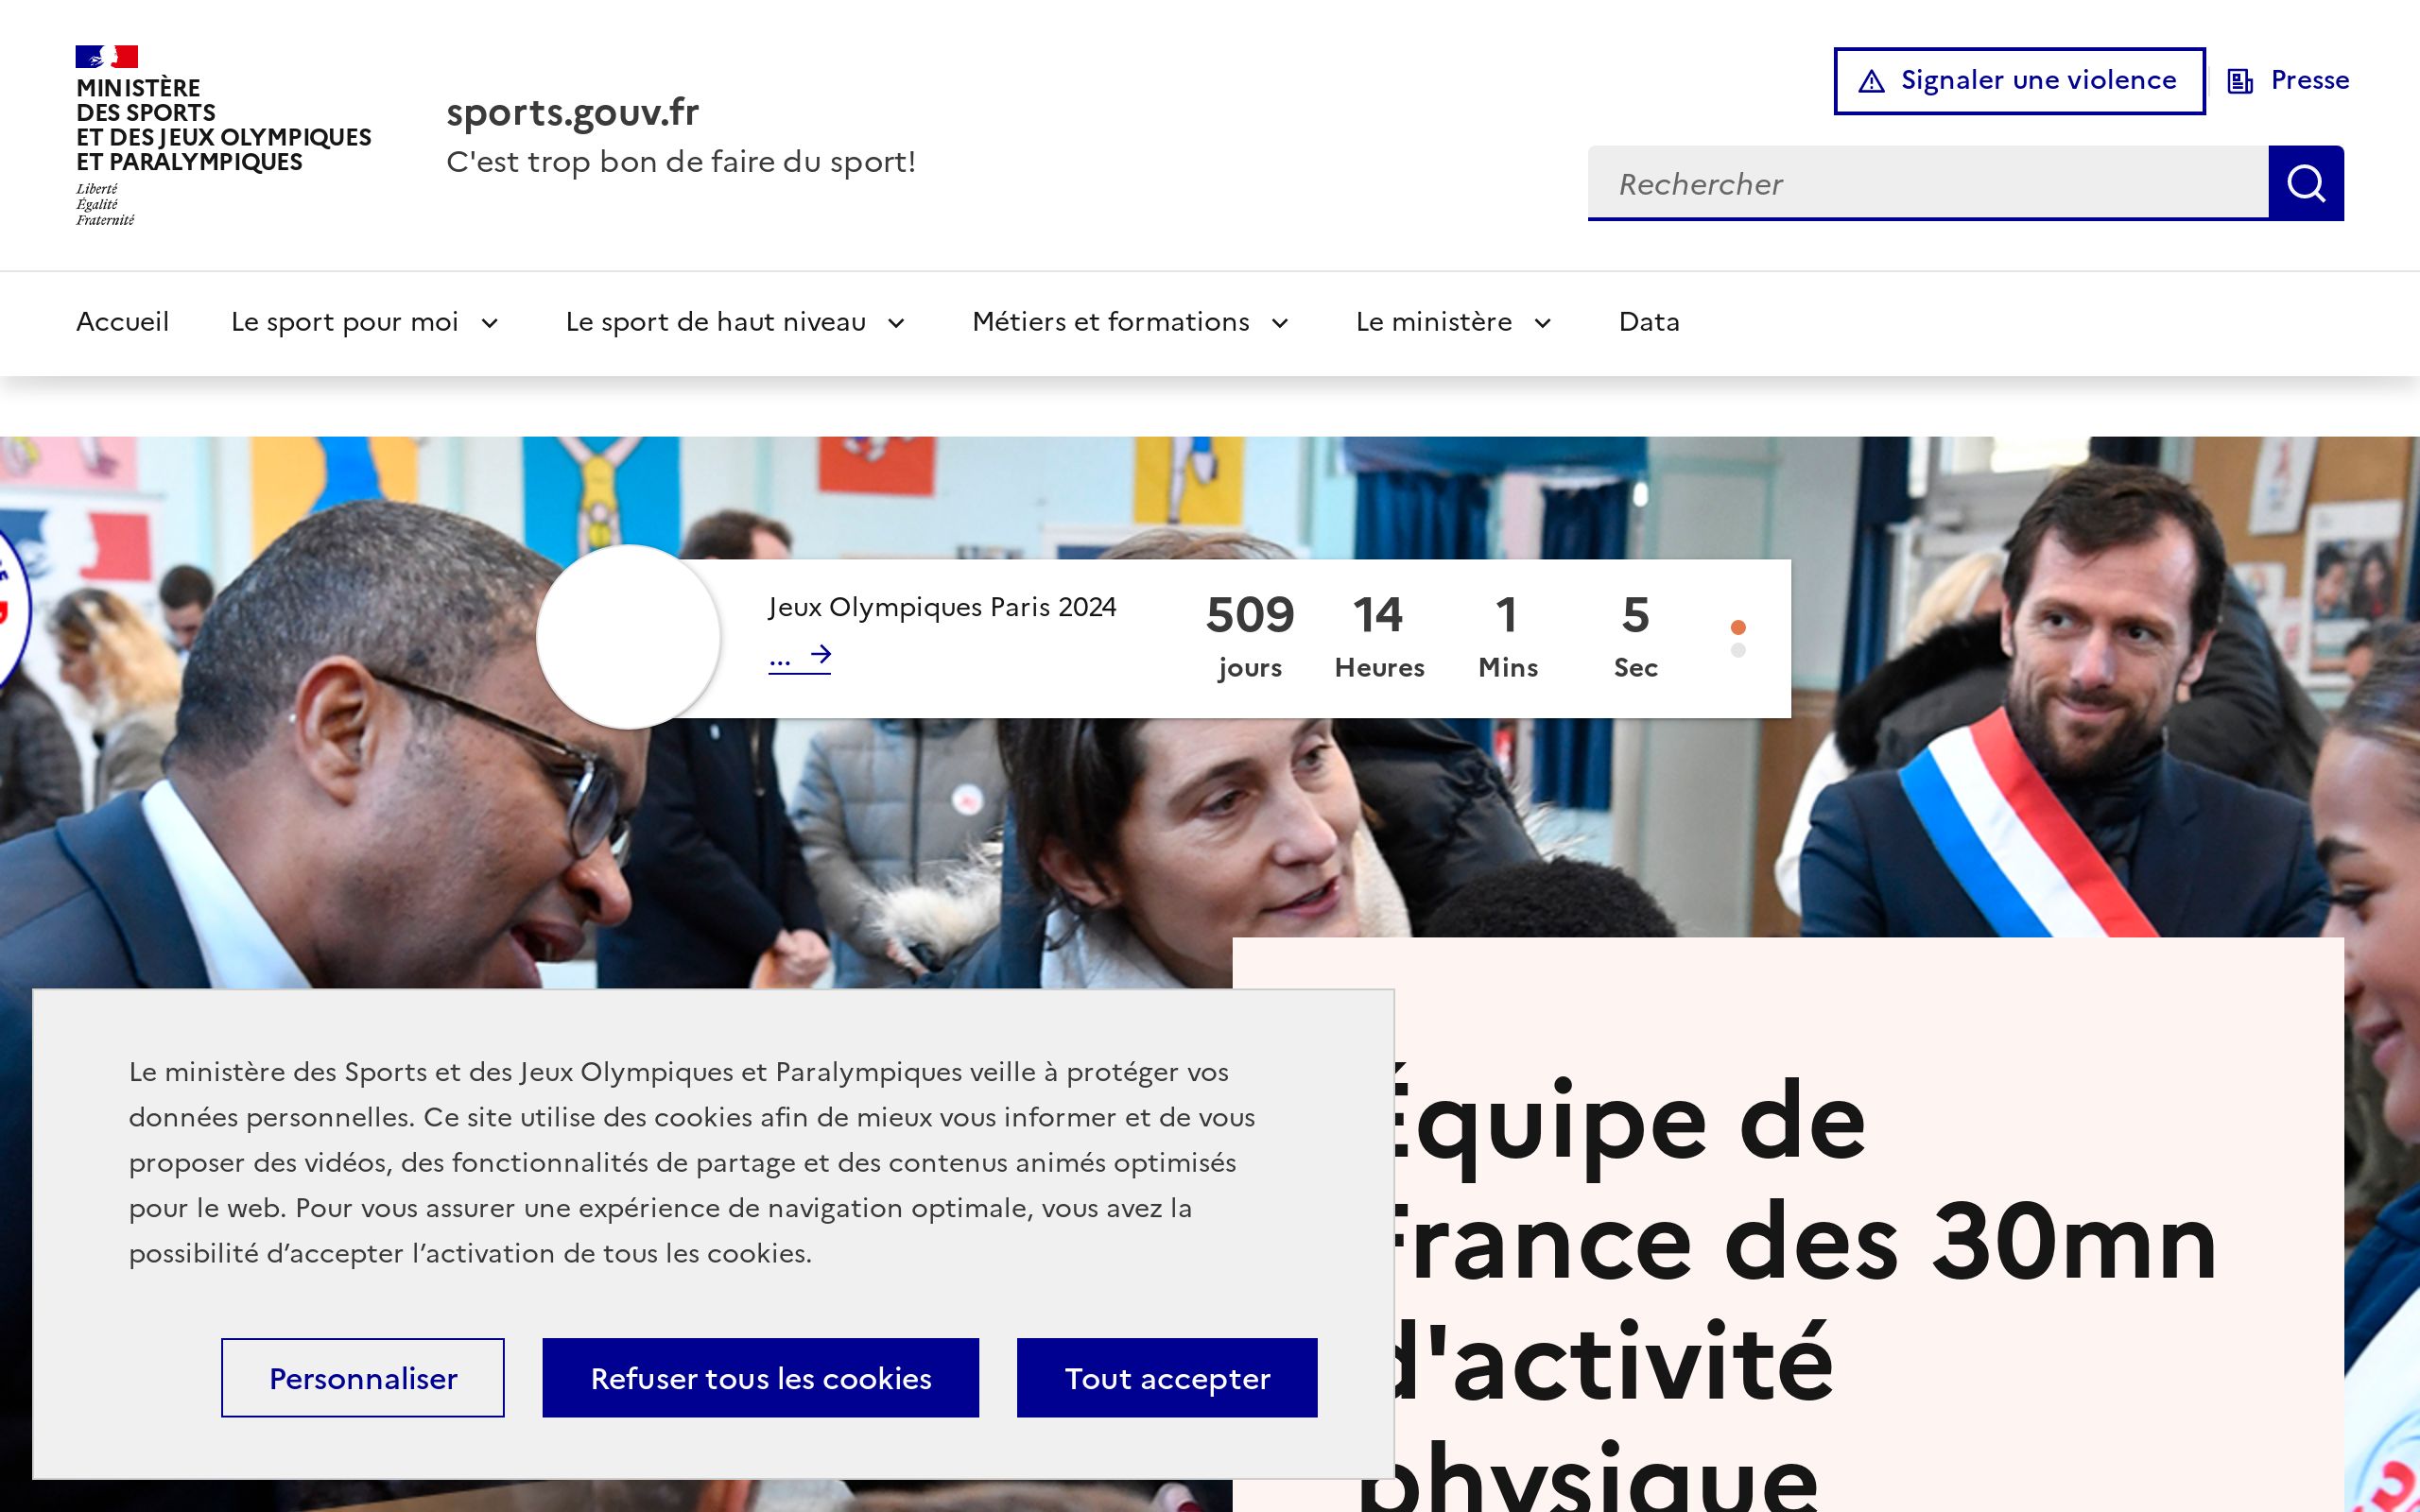 MINISTÈRE
DES SPORTS
ET DES JEUX OLYMPIQUES
ET PARALYMPIQUES
Liberté
Égalité
Fraternité
sports.gouv.fr
C'est trop bon de faire du sport!
Signaler une violence
Presse
Rechercher
Accueil
Le sport pour moi
Le sport de haut niveau
Métiers et formations
Le ministère
Data
Jeux Olympiques Paris 2024
...
509 14 1 5
jours Heures Mins Sec
Équipe de
France des 30mn
d'activité
physique
Le ministère des Sports et des Jeux Olympiques et Paralympiques veille à protéger vos
données personnelles. Ce site utilise des cookies afin de mieux vous informer et de vous
proposer des vidéos, des fonctionnalités de partage et des contenus animés optimisés
pour le web. Pour vous assurer une expérience de navigation optimale, vous avez la
possibilité d’accepter l’activation de tous les cookies.
Personnaliser
Refuser tous les cookies
Tout accepter